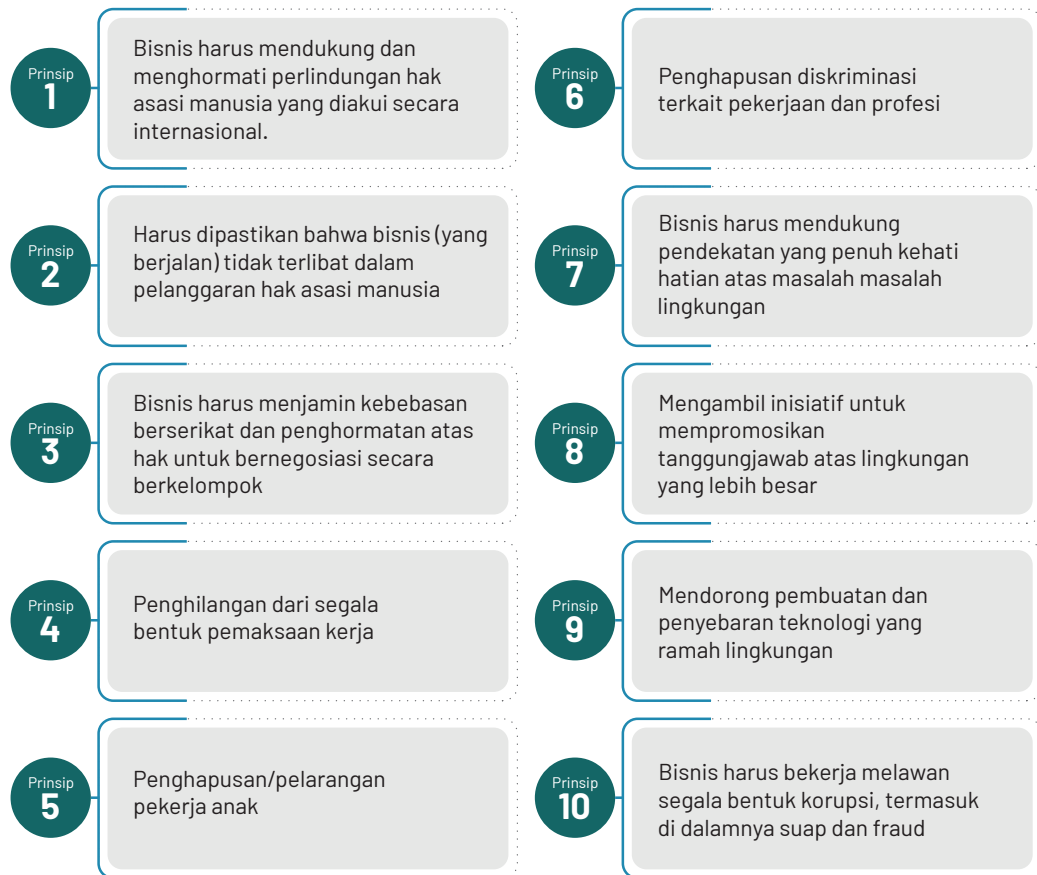 Prinsip
1
Bisnis harus mendukung dan
menghormati perlindungan hak
asasi manusia yang diakui secara
internasional.
Prinsip
2
Harus dipastikan bahwa bisnis (yang
berjalan) tidak terlibat dalam
pelanggaran hak asasi manusia
Prinsip
3
Bisnis harus menjamin kebebasan
berserikat dan penghormatan atas
hak untuk bernegosiasi secara
berkelompok
Prinsip
4
Penghilangan dari segala
bentuk pemaksaan kerja
Prinsip
5
Penghapusan/pelarangan
pekerja anak
Prinsip
6
Penghapusan diskriminasi
terkait pekerjaan dan profesi
Prinsip
7
Bisnis harus mendukung
pendekatan yang penuh kehati
hatian atas masalah masalah
lingkungan
Prinsip
8
Mengambil inisiatif untuk
mempromosikan
tanggungjawab atas lingkungan
yang lebih besar
Prinsip
9
Mendorong pembuatan dan
penyebaran teknologi yang
ramah lingkungan
Prinsip
10
Bisnis harus bekerja melawan
segala bentuk korupsi, termasuk
di dalamnya suap dan fraud